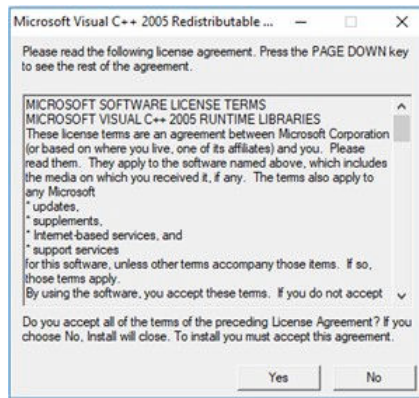 Microsoft Visual C++ 2005 Redistributable ...
Please read the following license agreement. Press the PAGE DOWN key
to see the rest of the agreement.
MICROSOFT SOFTWARE LICENSE TERMS
MICROSOFT VISUAL C++ 2005 RUNTIME LIBRARIES
These license terms are an agreement between Microsoft Corporation
(or based on where you live, one of its affiliates) and you. Please
read them. They apply to the software named above, which includes
the media on which you received it, if any. The terms also apply to
any Microsoft
* updates,
* supplements,
* Internet-based services, and
* support services
for this software, unless other terms accompany those items. If so,
those terms apply.
By using the software, you accept these terms. If you do not accept
Do you accept all of the terms of the preceding License Agreement? If you
choose No, Install will close. To install you must accept this agreement.
Yes No